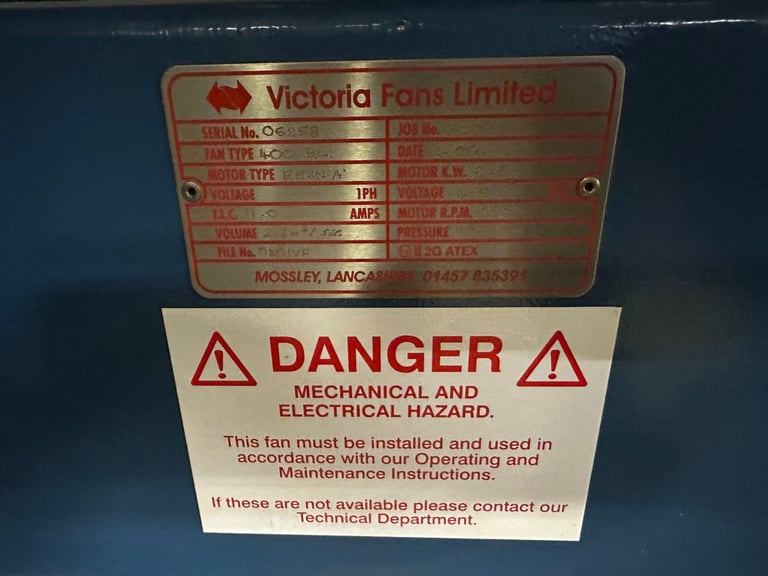 Victoria Fans Limited
SERIAL No. 06258 JOB No.
FAN TYPE 400 DATE
MOTOR TYPE MOTOR K.W.
VOLTAGE 1PH VOLTAGE
F.L.C. AMPS MOTOR R.P.M.
VOLUME PRESSURE
FILE No. II 2G ATEX
MOSSLEY, LANCASHIRE 01457 835391
DANGER
MECHANICAL AND
ELECTRICAL HAZARD.
This fan must be installed and used in
accordance with our Operating and
Maintenance Instructions.
If these are not available please contact our
Technical Department.